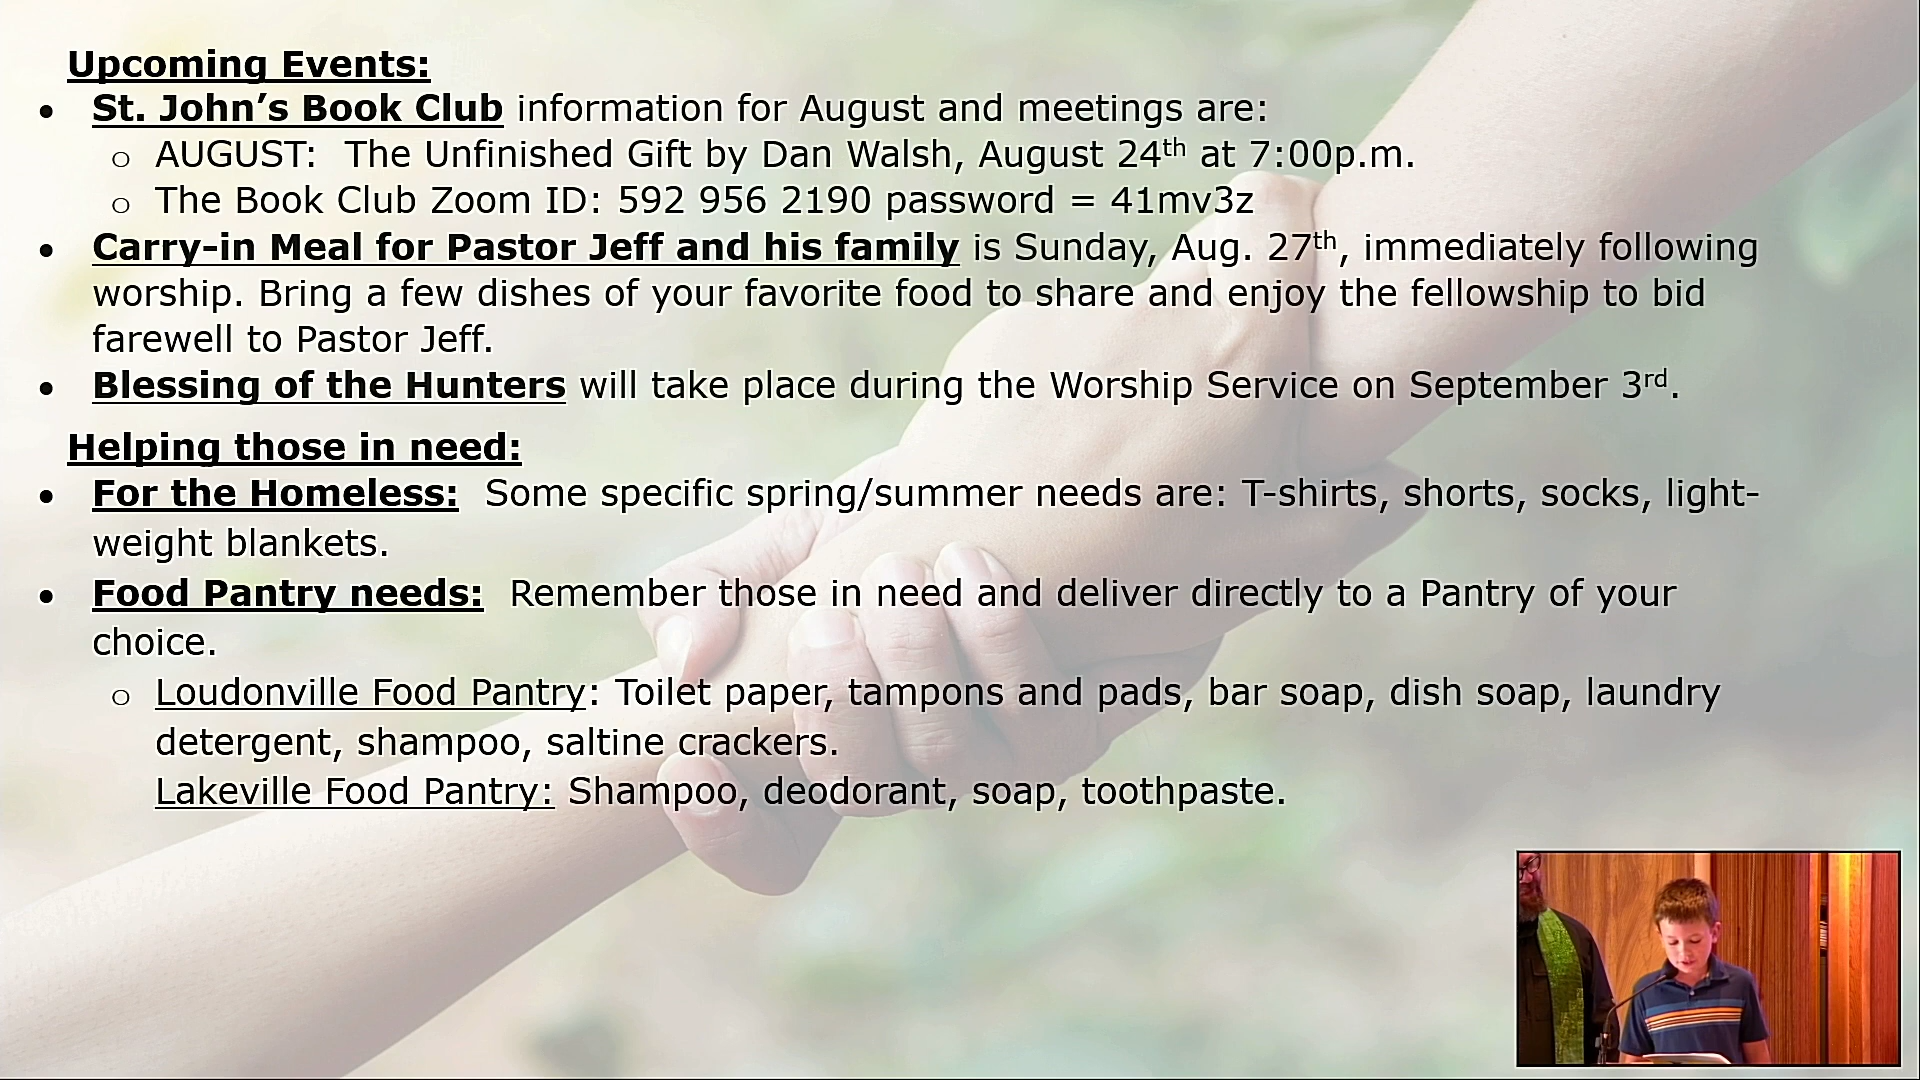 Upcoming Events:
• St. John’s Book Club information for August and meetings are:
o AUGUST:  The Unfinished Gift by Dan Walsh, August 24th at 7:00p.m.
o The Book Club Zoom ID: 592 956 2190 password = 41mv3z
• Carry-in Meal for Pastor Jeff and his family is Sunday, Aug. 27th, immediately following
worship. Bring a few dishes of your favorite food to share and enjoy the fellowship to bid
farewell to Pastor Jeff.
• Blessing of the Hunters will take place during the Worship Service on September 3rd.
Helping those in need:
• For the Homeless:  Some specific spring/summer needs are: T-shirts, shorts, socks, light-
weight blankets.
• Food Pantry needs:  Remember those in need and deliver directly to a Pantry of your
choice.
o Loudonville Food Pantry: Toilet paper, tampons and pads, bar soap, dish soap, laundry
detergent, shampoo, saltine crackers.
Lakeville Food Pantry: Shampoo, deodorant, soap, toothpaste.